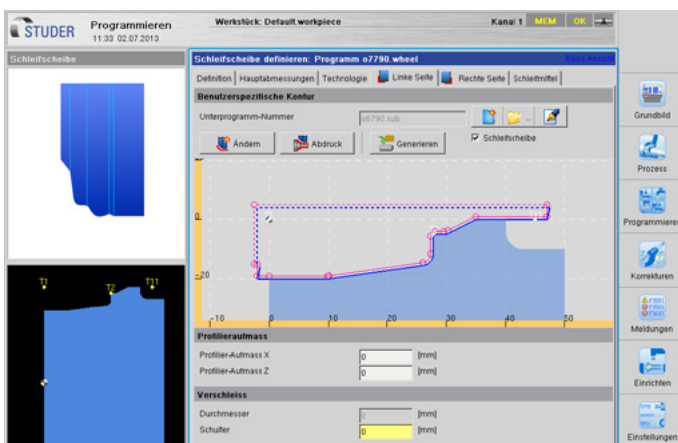 STUDER
Programmieren
11:33 02.07.2013
Werkstück: Default.workpiece
Kanal 1 MEM OK
Schleifscheibe
Schleifscheibe definieren: Programm o7790.wheel
Basis Ansicht
Definition Hauptabmessungen Technologie Linke Seite Rechte Seite Schleifmittel
Benutzerspezifische Kontur
Unterprogramm-Nummer o6790.sub
Ändern Abdruck Generieren Schleifscheibe
0
-20
-10 0 10 20 30 40 50
T1 T2 T11
Profilieraufmass
Profilier-Aufmass X 0 [mm]
Profilier-Aufmass Z 0 [mm]
Verschleiss
Durchmesser 0 [mm]
Schulter 0 [mm]
Grundbild
Prozess
Programmieren
Korrekturen
Meldungen
Einrichten
Einstellungen